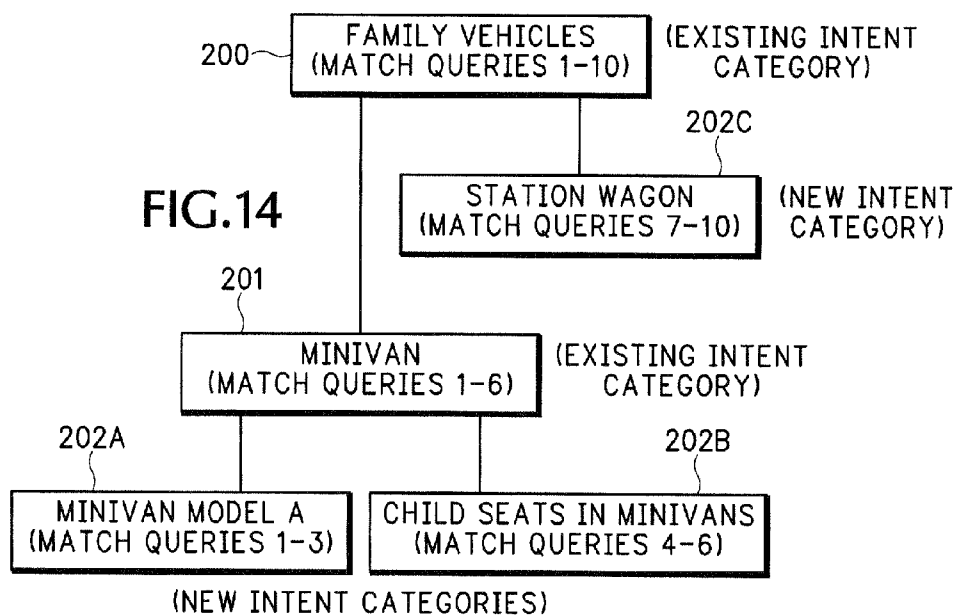 200
FAMILY VEHICLES
(MATCH QUERIES 1-10)
(EXISTING INTENT
CATEGORY)
202C
FIG.14
STATION WAGON
(MATCH QUERIES 7-10)
(NEW INTENT
CATEGORY)
201
MINIVAN
(MATCH QUERIES 1-6)
(EXISTING INTENT
CATEGORY)
202A
MINIVAN MODEL A
(MATCH QUERIES 1-3)
202B
CHILD SEATS IN MINIVANS
(MATCH QUERIES 4-6)
(NEW INTENT CATEGORIES)